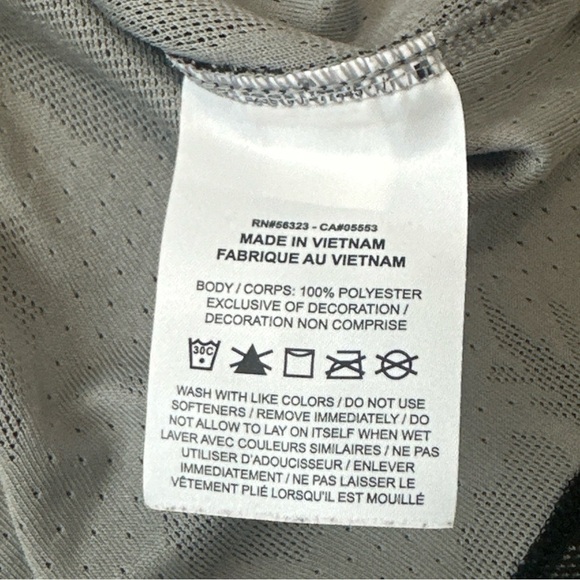 RN#56323 - CA#05553
MADE IN VIETNAM
FABRIQUE AU VIETNAM
BODY / CORPS: 100% POLYESTER
EXCLUSIVE OF DECORATION /
DECORATION NON COMPRISE
30C
WASH WITH LIKE COLORS / DO NOT USE
SOFTENERS / REMOVE IMMEDIATELY / DO
NOT ALLOW TO LAY ON ITSELF WHEN WET
LAVER AVEC COULEURS SIMILAIRES / NE PAS
UTILISER D'ADOUCISSEUR / ENLEVER
IMMEDIATEMENT / NE PAS LAISSER LE
VÊTEMENT PLIÉ LORSQU'IL EST MOUILLÉ